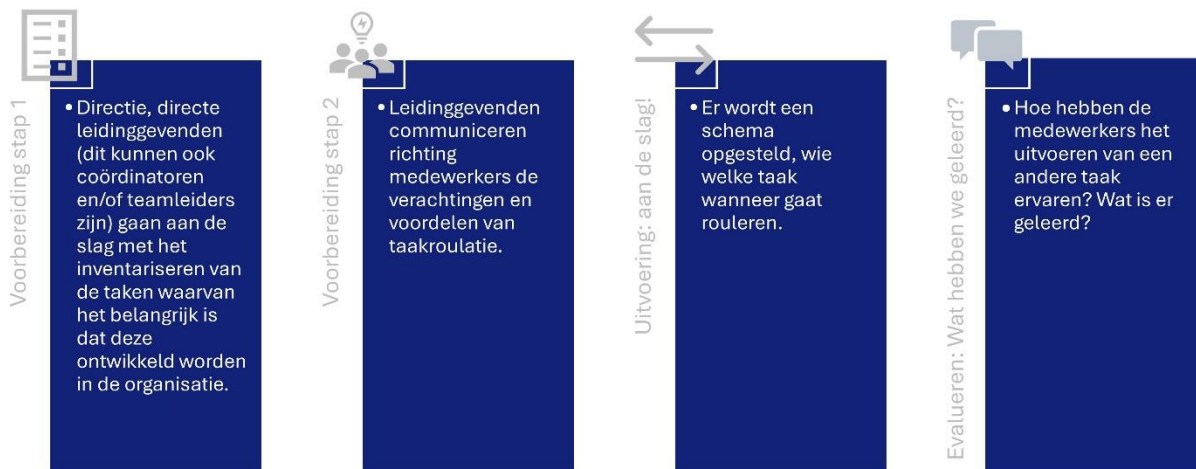 Voorbereiding stap 1
• Directie, directe
leidinggevenden
(dit kunnen ook
coördinatoren
en/of teamleiders
zijn) gaan aan de
slag met het
inventariseren van
de taken waarvan
het belangrijk is
dat deze
ontwikkeld worden
in de organisatie.
Voorbereiding stap 2
• Leidinggevenden
communiceren
richting
medewerkers de
verachtingen en
voordelen van
taakroulatie.
Uitvoering: aan de slag!
• Er wordt een
schema
opgesteld, wie
welke taak
wanneer gaat
rouleren.
Evalueren: Wat hebben we geleerd?
• Hoe hebben de
medewerkers het
uitvoeren van een
andere taak
ervaren? Wat is er
geleerd?